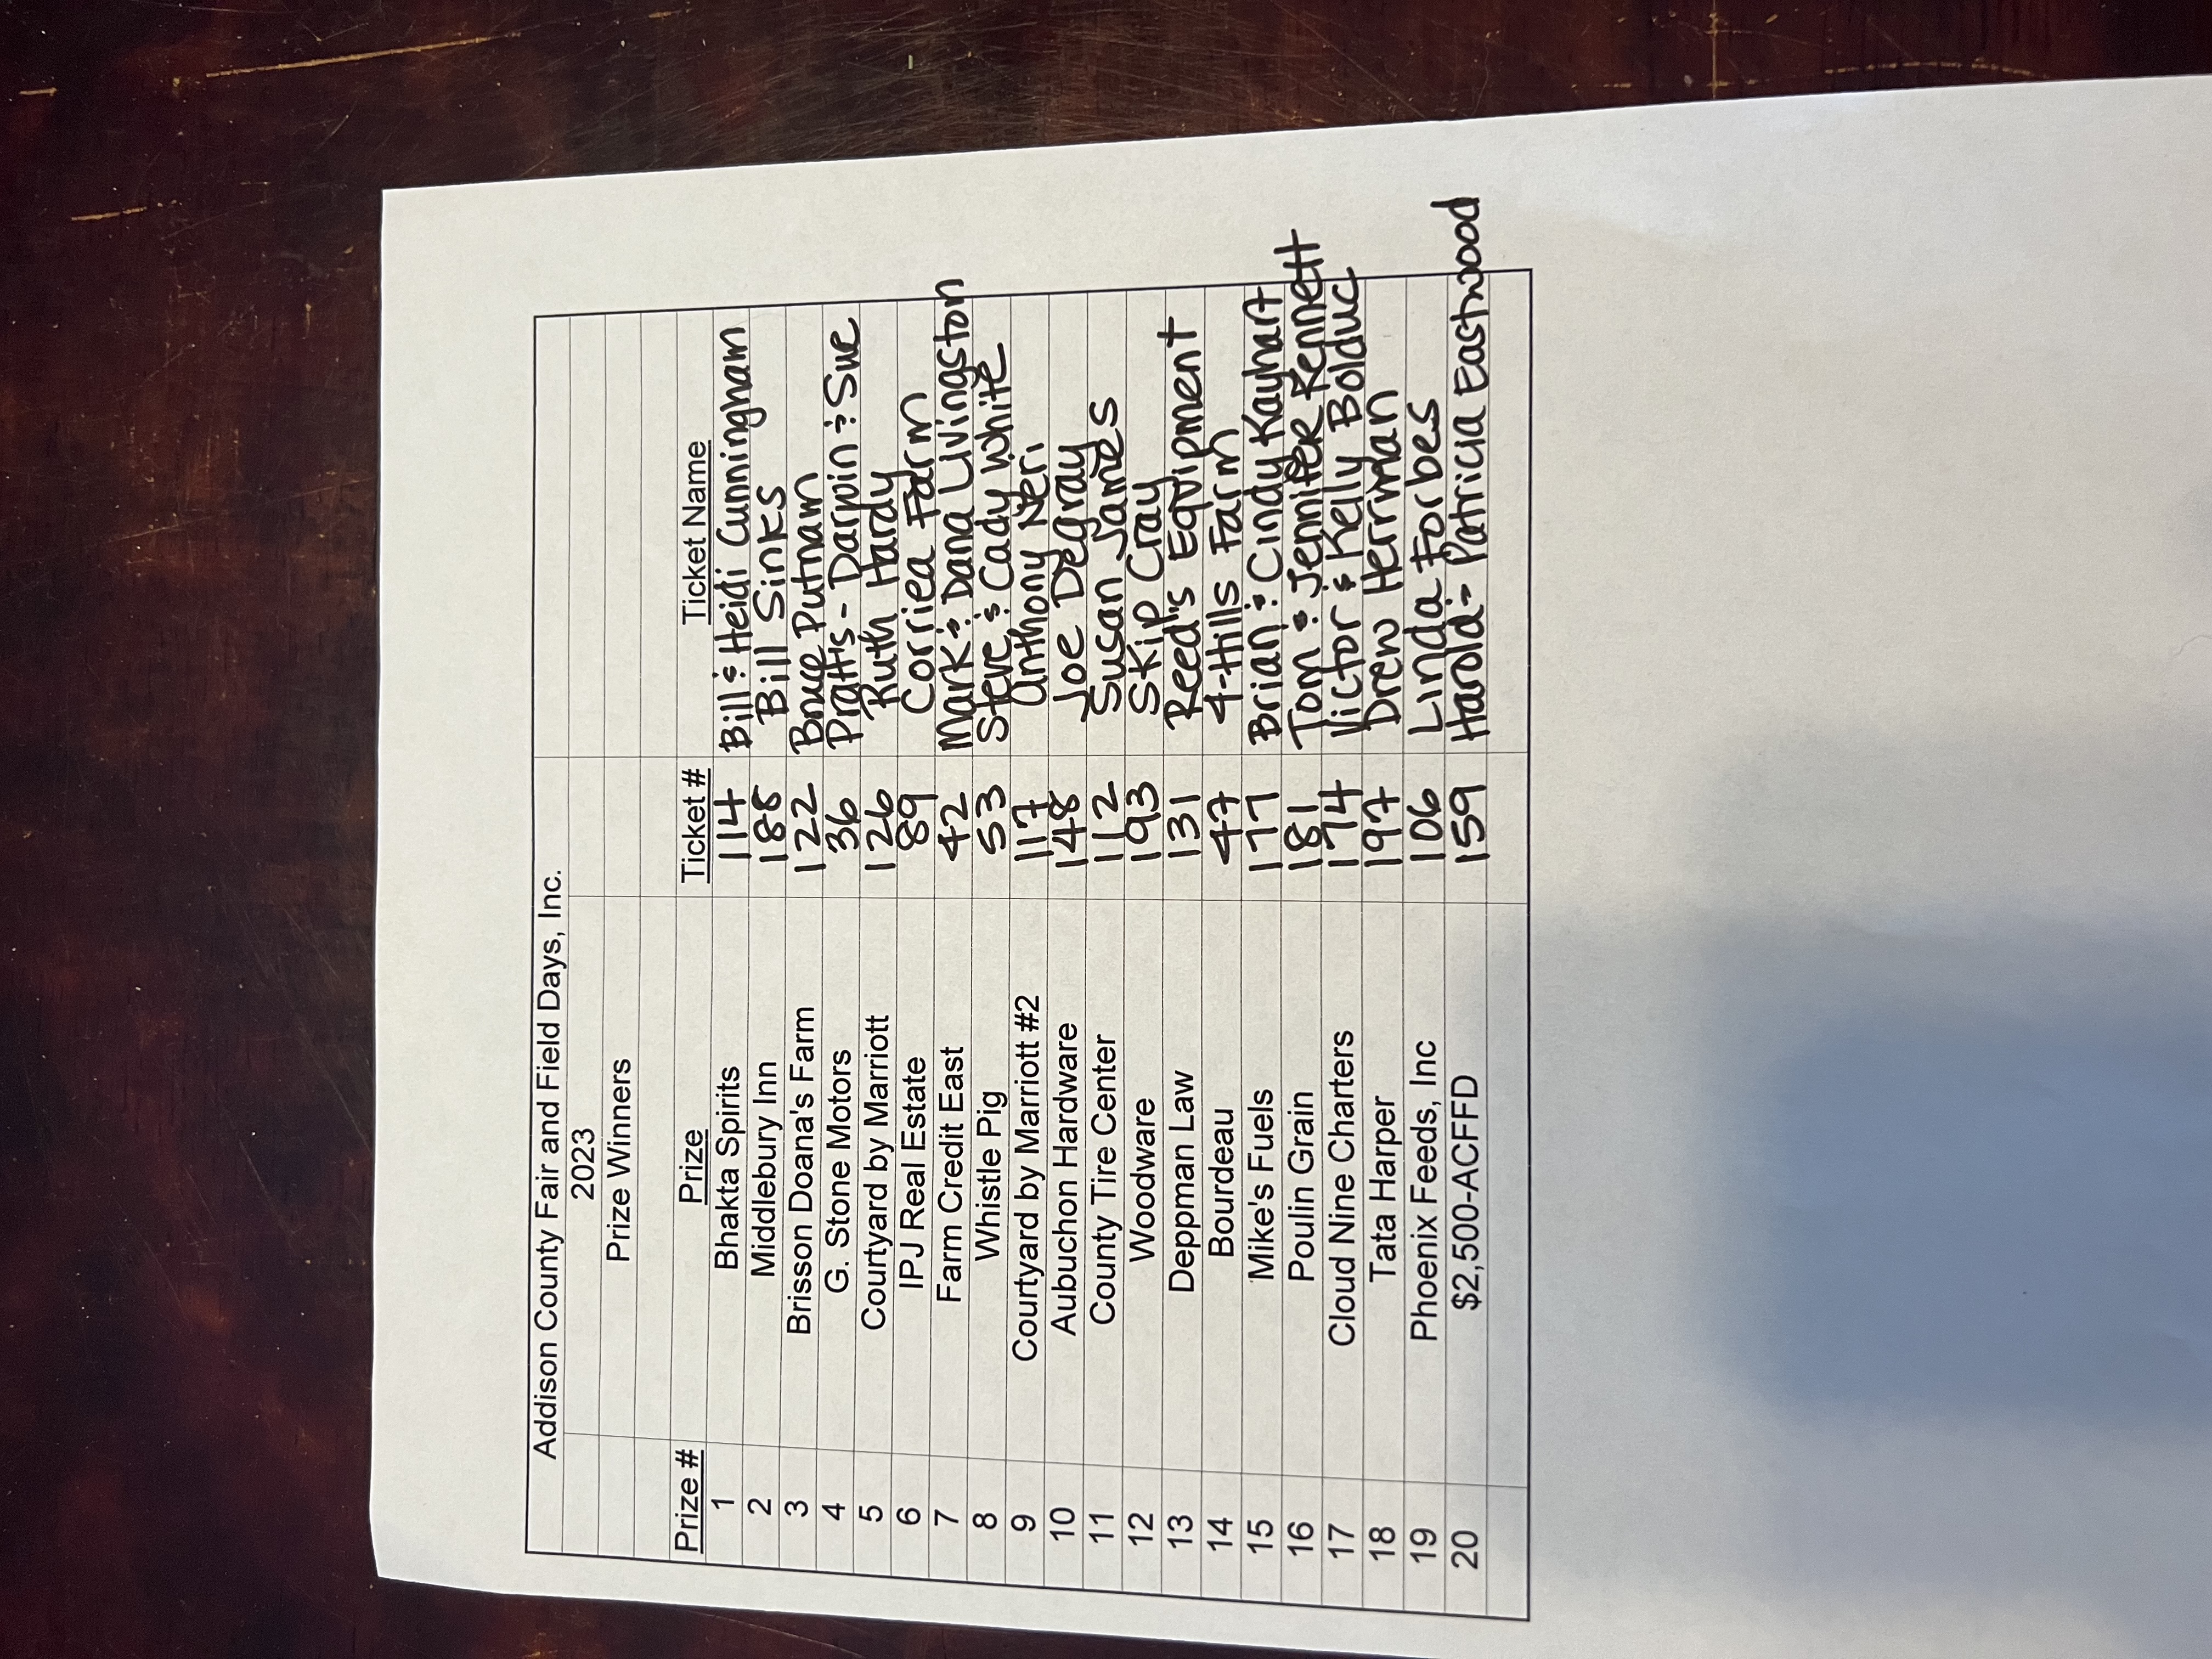 Addison County Fair and Field Days, Inc.
2023
Prize Winners
Prize # Prize Ticket # Ticket Name
1 Bhakta Spirits 114 Bill & Heidi Cunningham
2 Middlebury Inn 188 Bill Sinks
3 Brisson Doana's Farm 122 Bruce Putnam
4 G. Stone Motors 36 Pratt's - Darwin & Sue
5 Courtyard by Marriott 126 Ruth Hardy
6 IPJ Real Estate 89 Corriea Farm
7 Farm Credit East 42 Mark & Dana Livingston
8 Whistle Pig 53 Steve & Cady White
9 Courtyard by Marriott #2 117 Anthony Neri
10 Aubuchon Hardware 148 Joe Degray
11 County Tire Center 112 Susan James
12 Woodware 193 Skip Cray
13 Deppman Law 131 Reed's Equipment
14 Bourdeau 47 4-Hills Farm
15 Mike's Fuels 177 Brian & Cindy Kayhart
16 Poulin Grain 181 Tom & Jennifer Kennett
17 Cloud Nine Charters 174 Victor & Kelly Bolduc
18 Tata Harper 197 Drew Herrman
19 Phoenix Feeds, Inc 106 Linda Forbes
20 $2,500-ACFFD 159 Harold & Patricia Eastwood